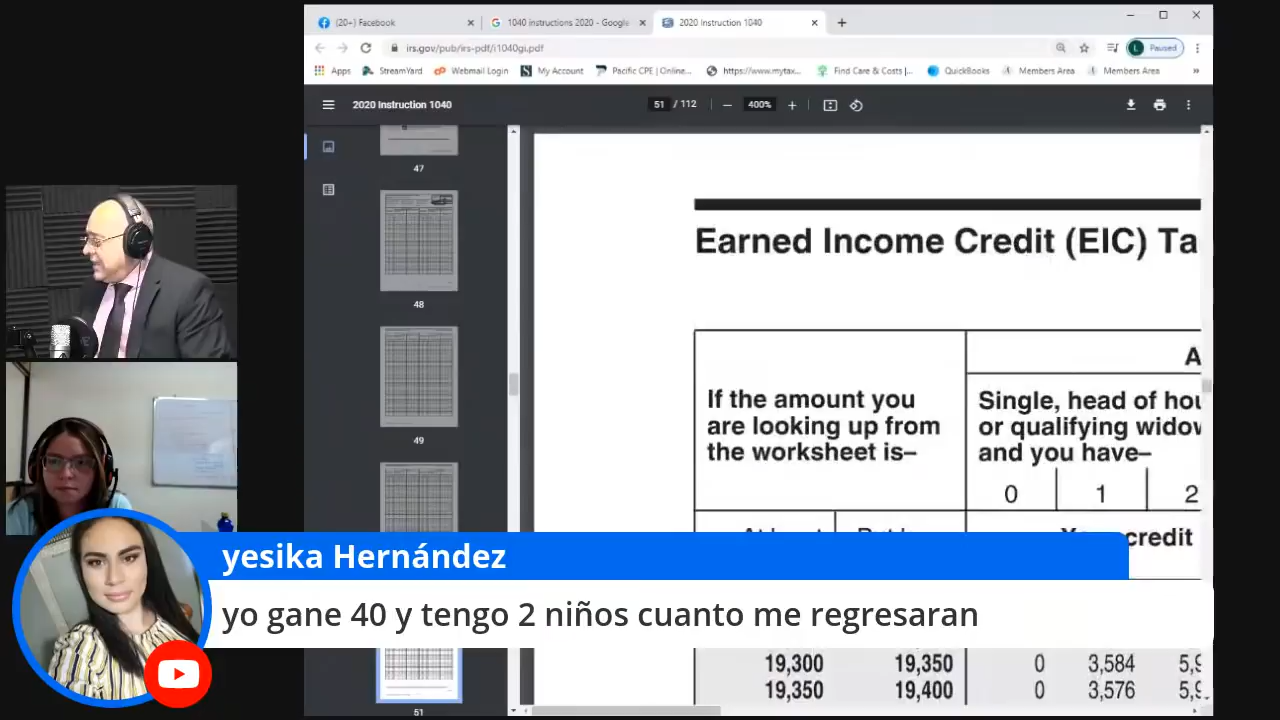 (20+) Facebook
1040 instructions 2020 - Google
2020 Instruction 1040
irs.gov/pub/irs-pdf/i1040gi.pdf
L Paused
Apps
StreamYard
Webmail Login
My Account
Pacific CPE | Online...
https://www.mytax...
Find Care & Costs |...
QuickBooks
Members Area
Members Area
2020 Instruction 1040
51 / 112
400%
47
48
49
51
Earned Income Credit (EIC) Ta
If the amount you
are looking up from
the worksheet is–
A
Single, head of hou
or qualifying widow
and you have–
0 1 2
credit
yesika Hernández
yo gane 40 y tengo 2 niños cuanto me regresaran
19,300 19,350 0 3,584 5,9
19,350 19,400 0 3,576 5,9